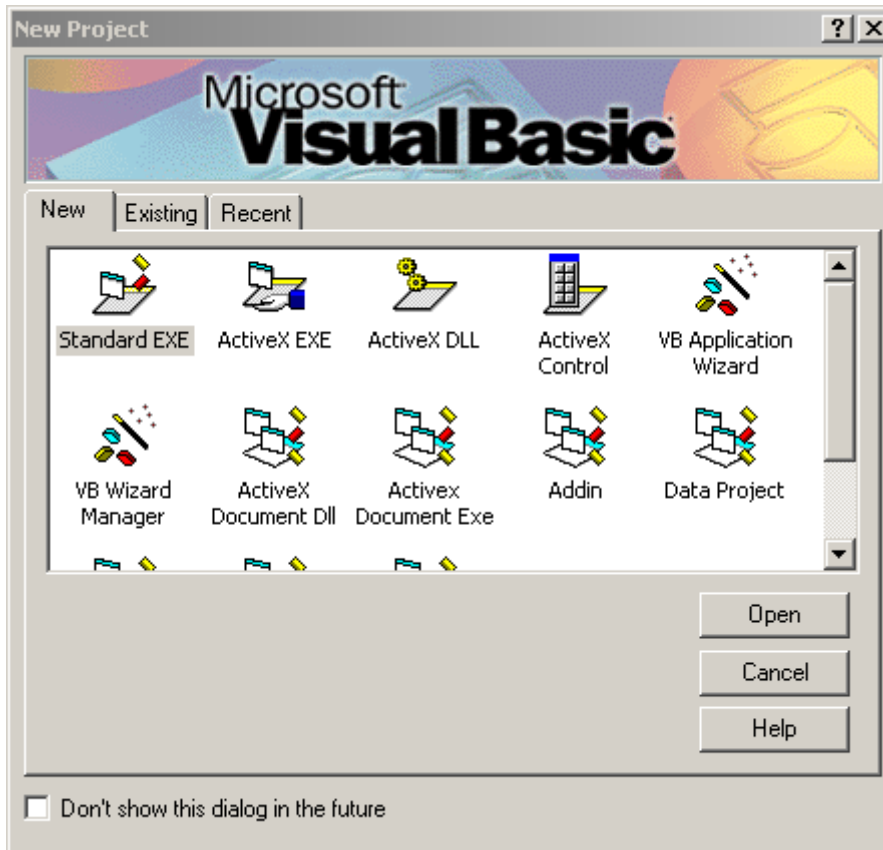 New Project
Microsoft
Visual Basic
New Existing Recent
Standard EXE ActiveX EXE ActiveX DLL ActiveX Control VB Application Wizard
VB Wizard Manager ActiveX Document Dll Activex Document Exe Addin Data Project
Open
Cancel
Help
Don't show this dialog in the future